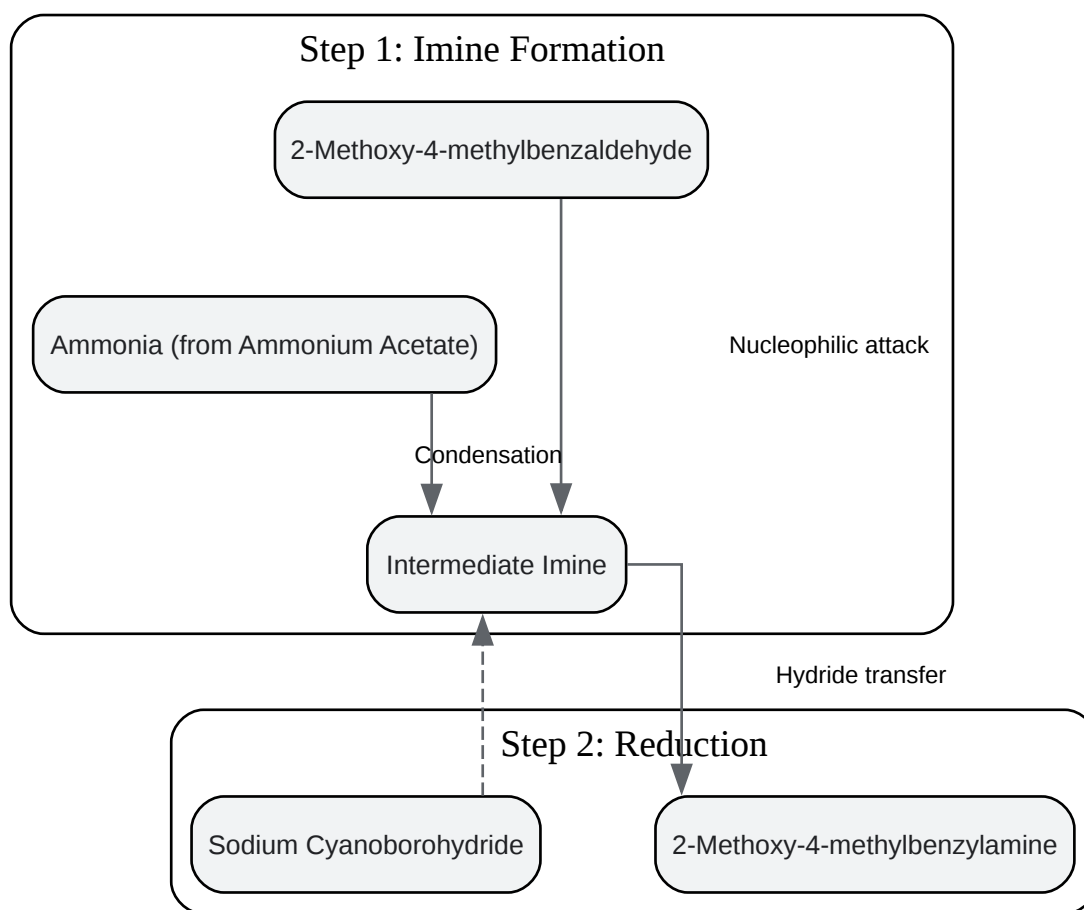 Step 1: Imine Formation
2-Methoxy-4-methylbenzaldehyde
Ammonia (from Ammonium Acetate)
Nucleophilic attack
Condensation
Intermediate Imine
Hydride transfer
Step 2: Reduction
Sodium Cyanoborohydride
2-Methoxy-4-methylbenzylamine